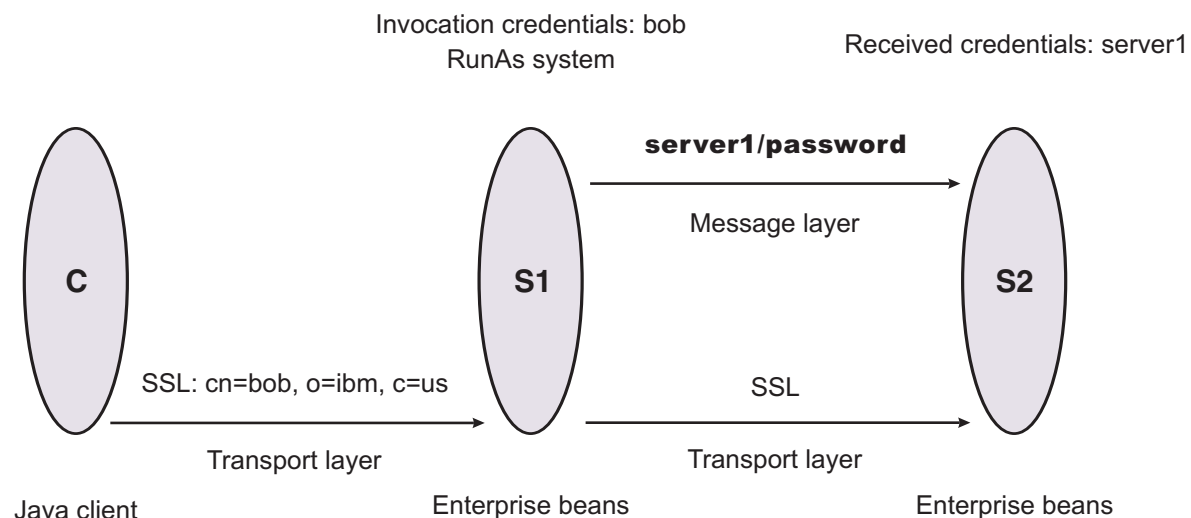 Invocation credentials: bob
RunAs system
Received credentials: server1
server1/password
Message layer
C
S1
S2
SSL: cn=bob, o=ibm, c=us
SSL
Transport layer
Transport layer
Java client
Enterprise beans
Enterprise beans